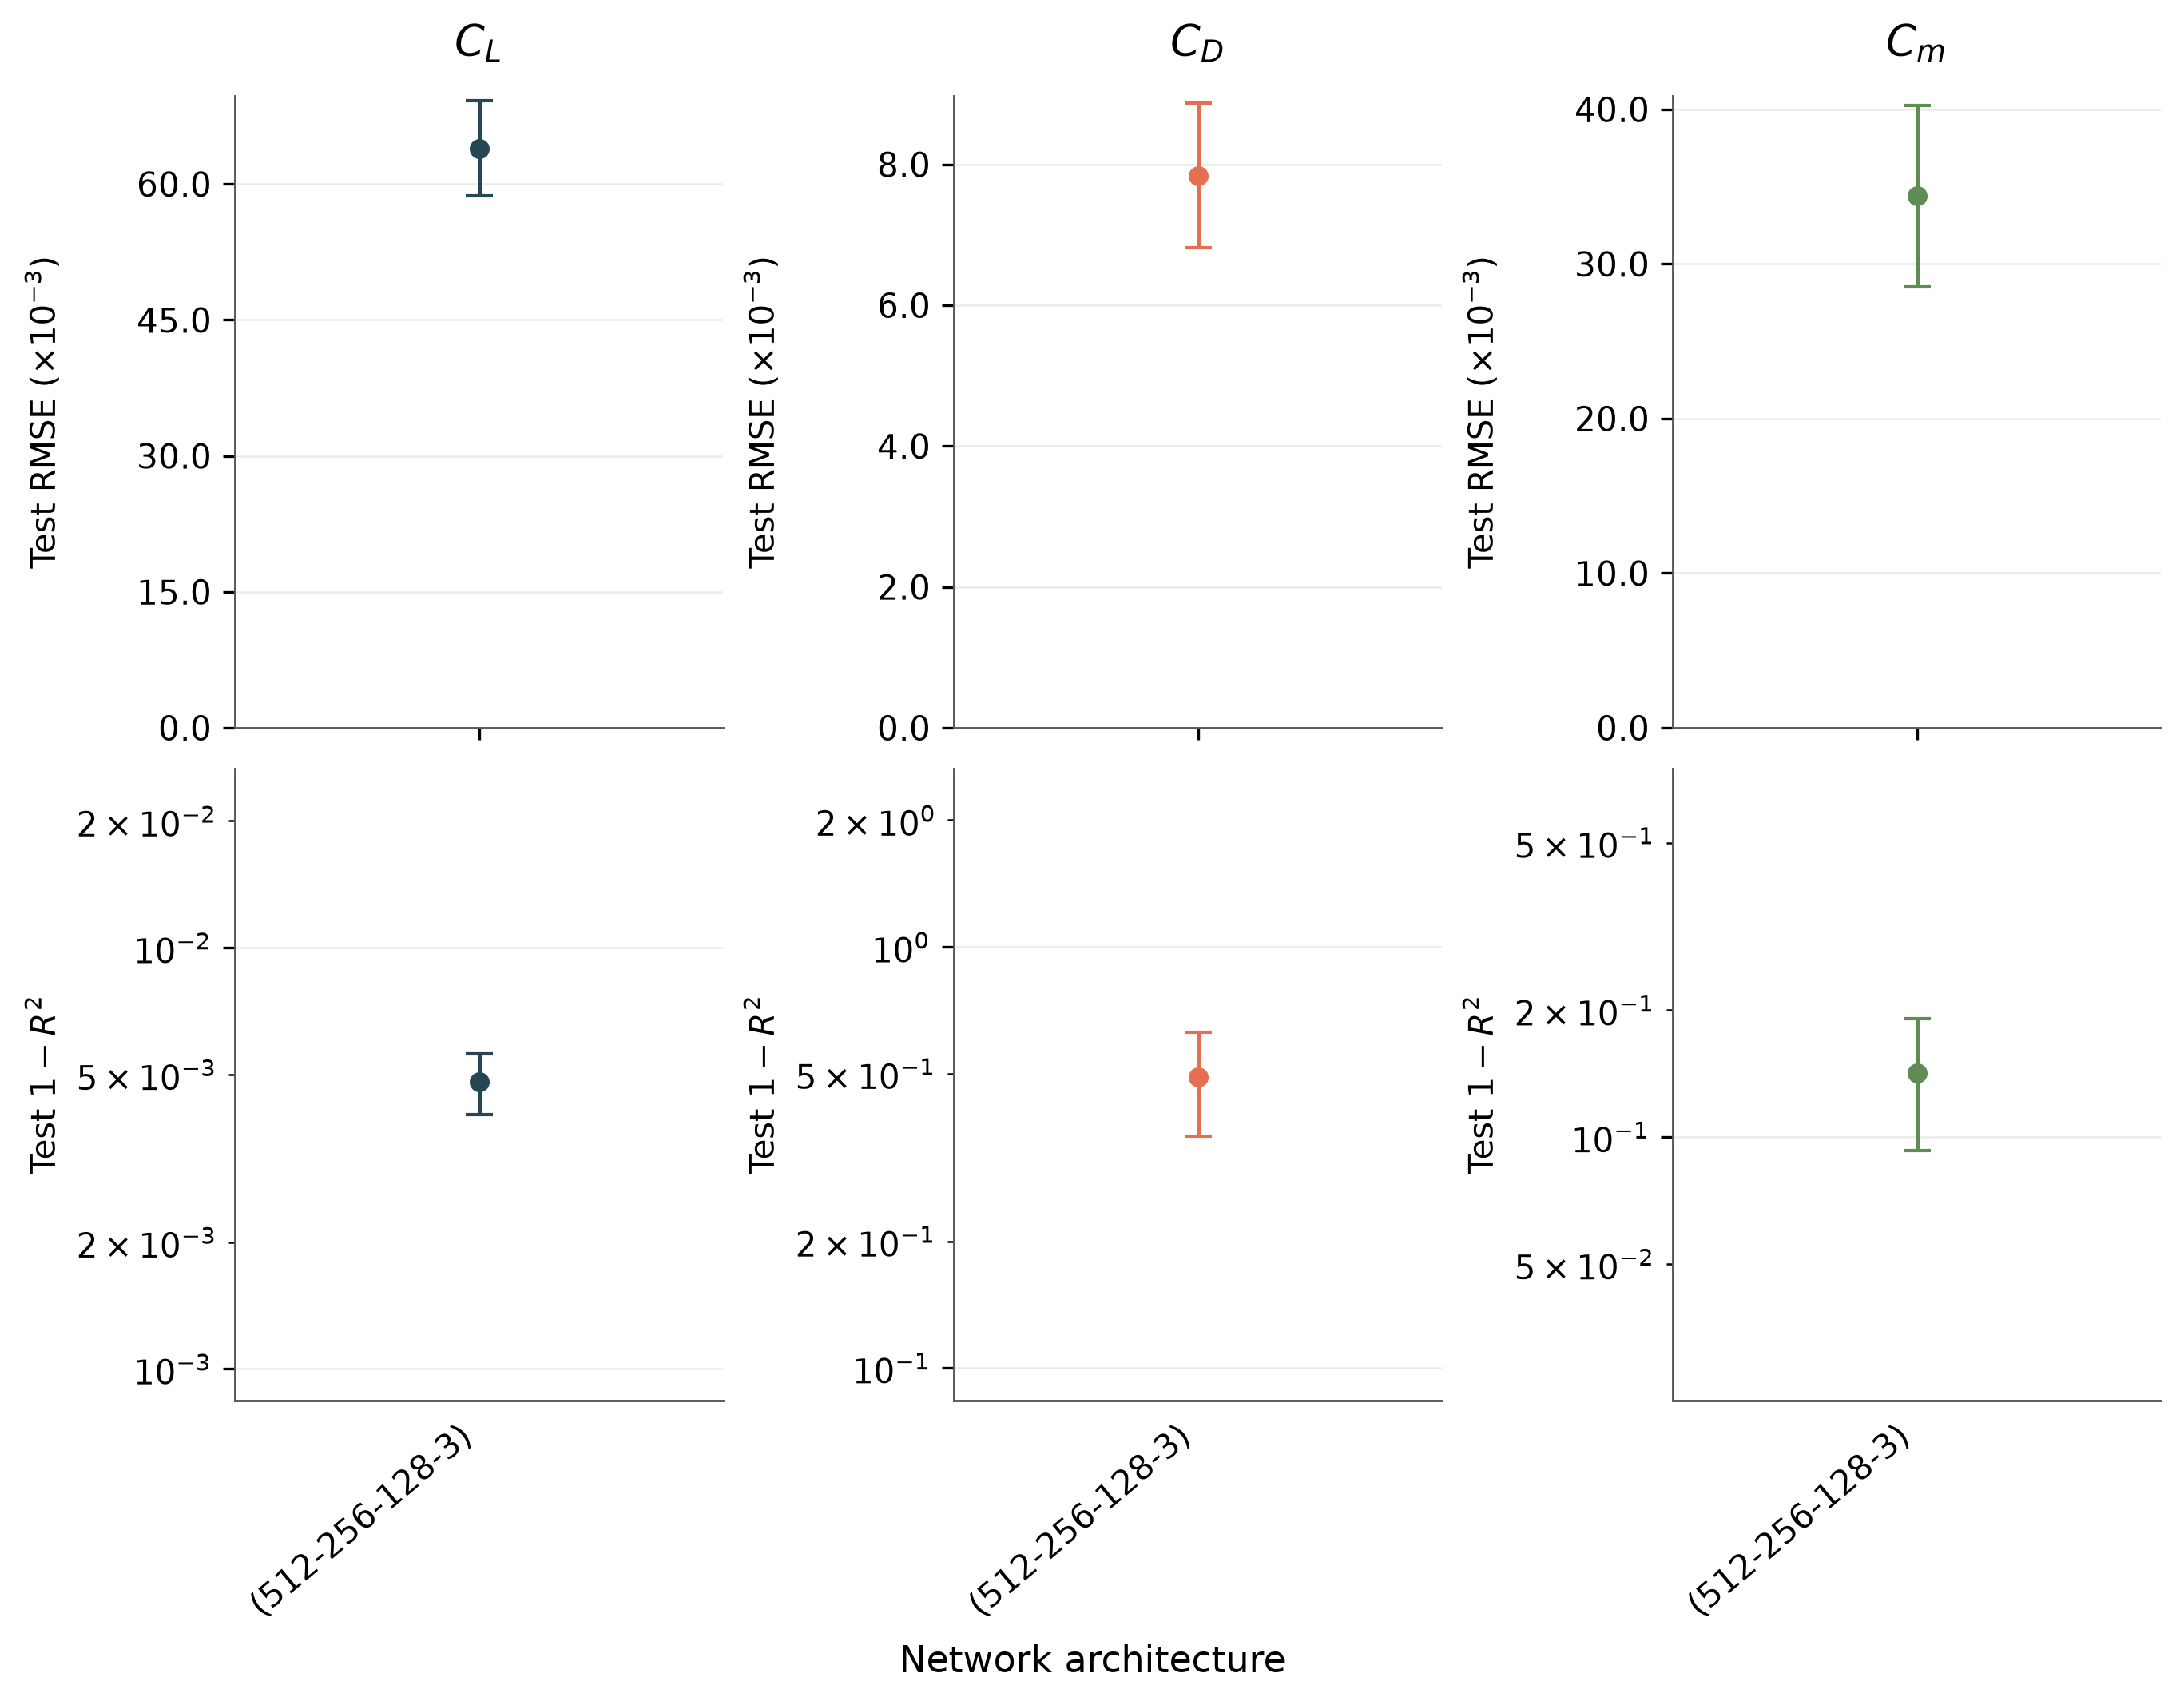 C_L
C_D
C_m
Test RMSE (×10⁻³)
60.0
45.0
30.0
15.0
0.0
Test RMSE (×10⁻³)
8.0
6.0
4.0
2.0
0.0
Test RMSE (×10⁻³)
40.0
30.0
20.0
10.0
0.0
Test 1 − R²
2 × 10⁻²
10⁻²
5 × 10⁻³
2 × 10⁻³
10⁻³
(512-256-128-3)
Test 1 − R²
2 × 10⁰
10⁰
5 × 10⁻¹
2 × 10⁻¹
10⁻¹
(512-256-128-3)
Test 1 − R²
5 × 10⁻¹
2 × 10⁻¹
10⁻¹
5 × 10⁻²
(512-256-128-3)
Network architecture